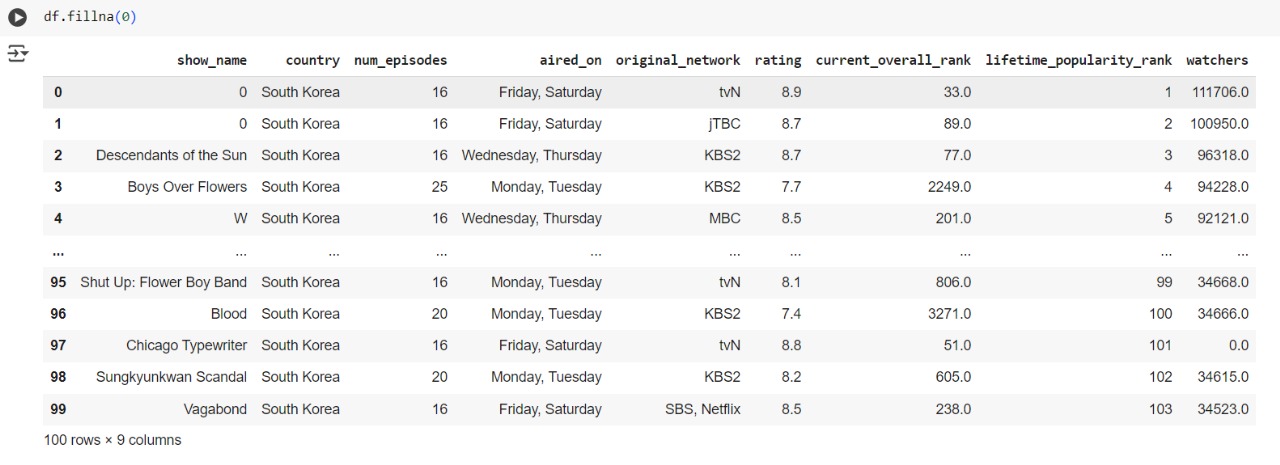 df.fillna(0)
show_name country num_episodes aired_on original_network rating current_overall_rank lifetime_popularity_rank watchers
0 0 South Korea 16 Friday, Saturday tvN 8.9 33.0 1 111706.0
1 0 South Korea 16 Friday, Saturday jTBC 8.7 89.0 2 100950.0
2 Descendants of the Sun South Korea 16 Wednesday, Thursday KBS2 8.7 77.0 3 96318.0
3 Boys Over Flowers South Korea 25 Monday, Tuesday KBS2 7.7 2249.0 4 94228.0
4 W South Korea 16 Wednesday, Thursday MBC 8.5 201.0 5 92121.0
... ... ... ... ... ... ... ... ... ...
95 Shut Up: Flower Boy Band South Korea 16 Monday, Tuesday tvN 8.1 806.0 99 34668.0
96 Blood South Korea 20 Monday, Tuesday KBS2 7.4 3271.0 100 34666.0
97 Chicago Typewriter South Korea 16 Friday, Saturday tvN 8.8 51.0 101 0.0
98 Sungkyunkwan Scandal South Korea 20 Monday, Tuesday KBS2 8.2 605.0 102 34615.0
99 Vagabond South Korea 16 Friday, Saturday SBS, Netflix 8.5 238.0 103 34523.0
100 rows × 9 columns